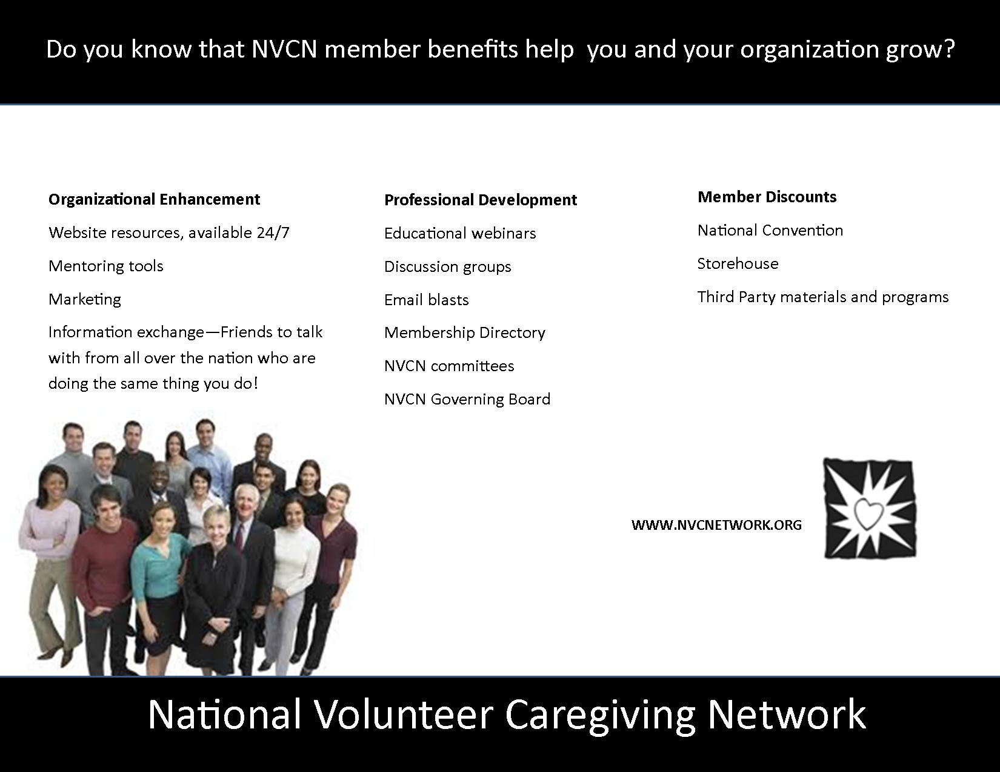 Do you know that NVCN member benefits help  you and your organization grow?
Organizational Enhancement
Website resources, available 24/7
Mentoring tools
Marketing
Information exchange—Friends to talk
with from all over the nation who are
doing the same thing you do!
Professional Development
Educational webinars
Discussion groups
Email blasts
Membership Directory
NVCN committees
NVCN Governing Board
Member Discounts
National Convention
Storehouse
Third Party materials and programs
WWW.NVCNETWORK.ORG
National Volunteer Caregiving Network